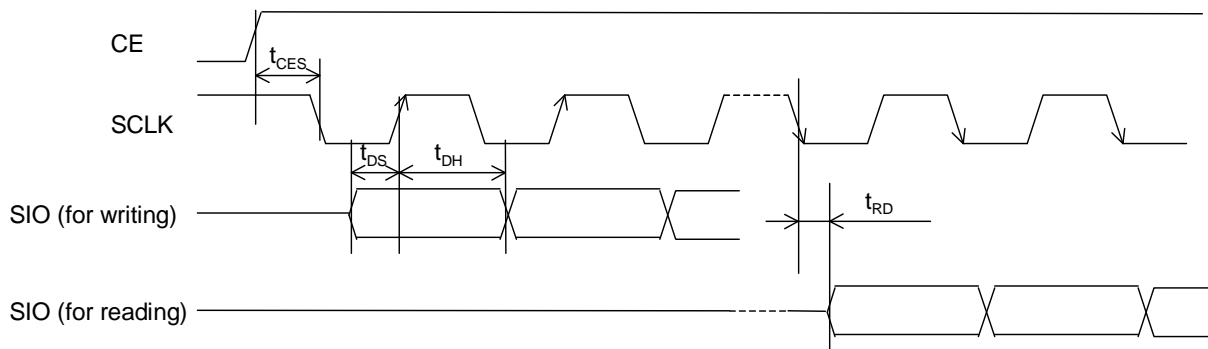 CE
tCES
SCLK
tDS
tDH
SIO (for writing)
tRD
SIO (for reading)